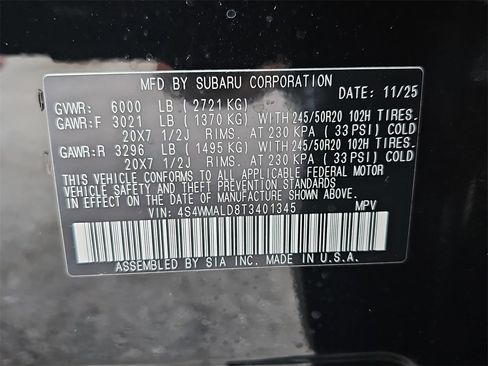 MFD BY SUBARU CORPORATION
DATE: 11/25
GVWR: 6000 LB ( 2721 KG)
GAWR:F 3021 LB ( 1370 KG) WITH 245/50R20 102H TIRES.
20X7 1/2J RIMS. AT 230 KPA ( 33 PSI) COLD
GAWR:R 3296 LB ( 1495 KG) WITH 245/50R20 102H TIRES.
20X7 1/2J RIMS. AT 230 KPA ( 33 PSI) COLD
THIS VEHICLE CONFORMS TO ALL APPLICABLE FEDERAL MOTOR
VEHICLE SAFETY AND THEFT PREVENTION STANDARDS IN
EFFECT ON THE DATE OF MANUFACTURE SHOWN ABOVE.
VIN: 4S4WMALD8T3401345 MPV
ASSEMBLED BY SIA INC. MADE IN U.S.A.